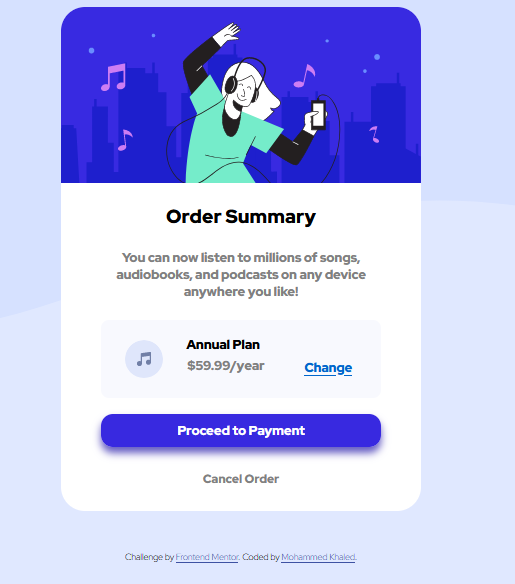 Order Summary
You can now listen to millions of songs,
audiobooks, and podcasts on any device
anywhere you like!
Annual Plan
$59.99/year
Change
Proceed to Payment
Cancel Order
Challenge by Frontend Mentor. Coded by Mohammed Khaled.